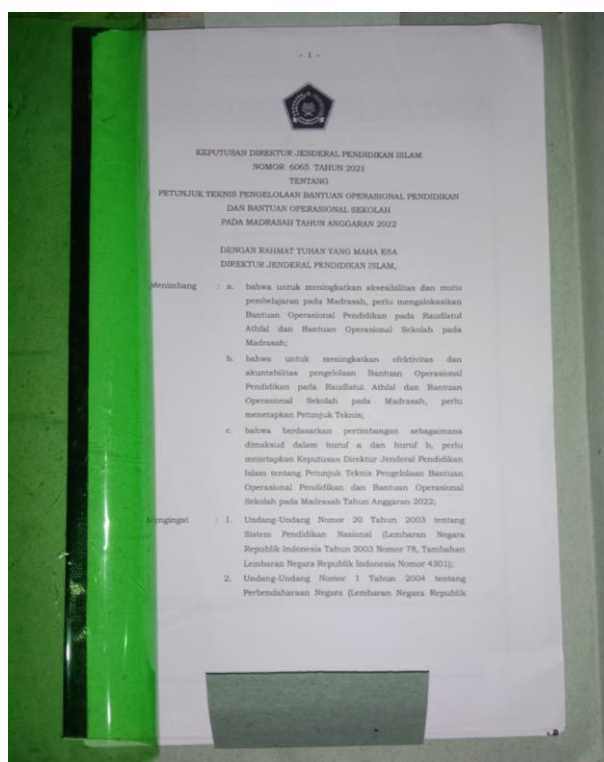 - 1 -
KEPUTUSAN DIREKTUR JENDERAL PENDIDIKAN ISLAM
NOMOR 6065 TAHUN 2021
TENTANG
PETUNJUK TEKNIS PENGELOLAAN BANTUAN OPERASIONAL PENDIDIKAN
DAN BANTUAN OPERASIONAL SEKOLAH
PADA MADRASAH TAHUN ANGGARAN 2022
DENGAN RAHMAT TUHAN YANG MAHA ESA
DIREKTUR JENDERAL PENDIDIKAN ISLAM,
Menimbang : a. bahwa untuk meningkatkan aksesibilitas dan mutu
pembelajaran pada Madrasah, perlu mengalokasikan
Bantuan Operasional Pendidikan pada Raudlatul
Athfal dan Bantuan Operasional Sekolah pada
Madrasah;
b. bahwa untuk meningkatkan efektivitas dan
akuntabilitas pengelolaan Bantuan Operasional
Pendidikan pada Raudlatul Athfal dan Bantuan
Operasional Sekolah pada Madrasah, perlu
menetapkan Petunjuk Teknis;
c. bahwa berdasarkan pertimbangan sebagaimana
dimaksud dalam huruf a dan huruf b, perlu
menetapkan Keputusan Direktur Jenderal Pendidikan
Islam tentang Petunjuk Teknis Pengelolaan Bantuan
Operasional Pendidikan dan Bantuan Operasional
Sekolah pada Madrasah Tahun Anggaran 2022;
Mengingat : 1. Undang-Undang Nomor 20 Tahun 2003 tentang
Sistem Pendidikan Nasional (Lembaran Negara
Republik Indonesia Tahun 2003 Nomor 78, Tambahan
Lembaran Negara Republik Indonesia Nomor 4301);
2. Undang-Undang Nomor 1 Tahun 2004 tentang
Perbendaharaan Negara (Lembaran Negara Republik